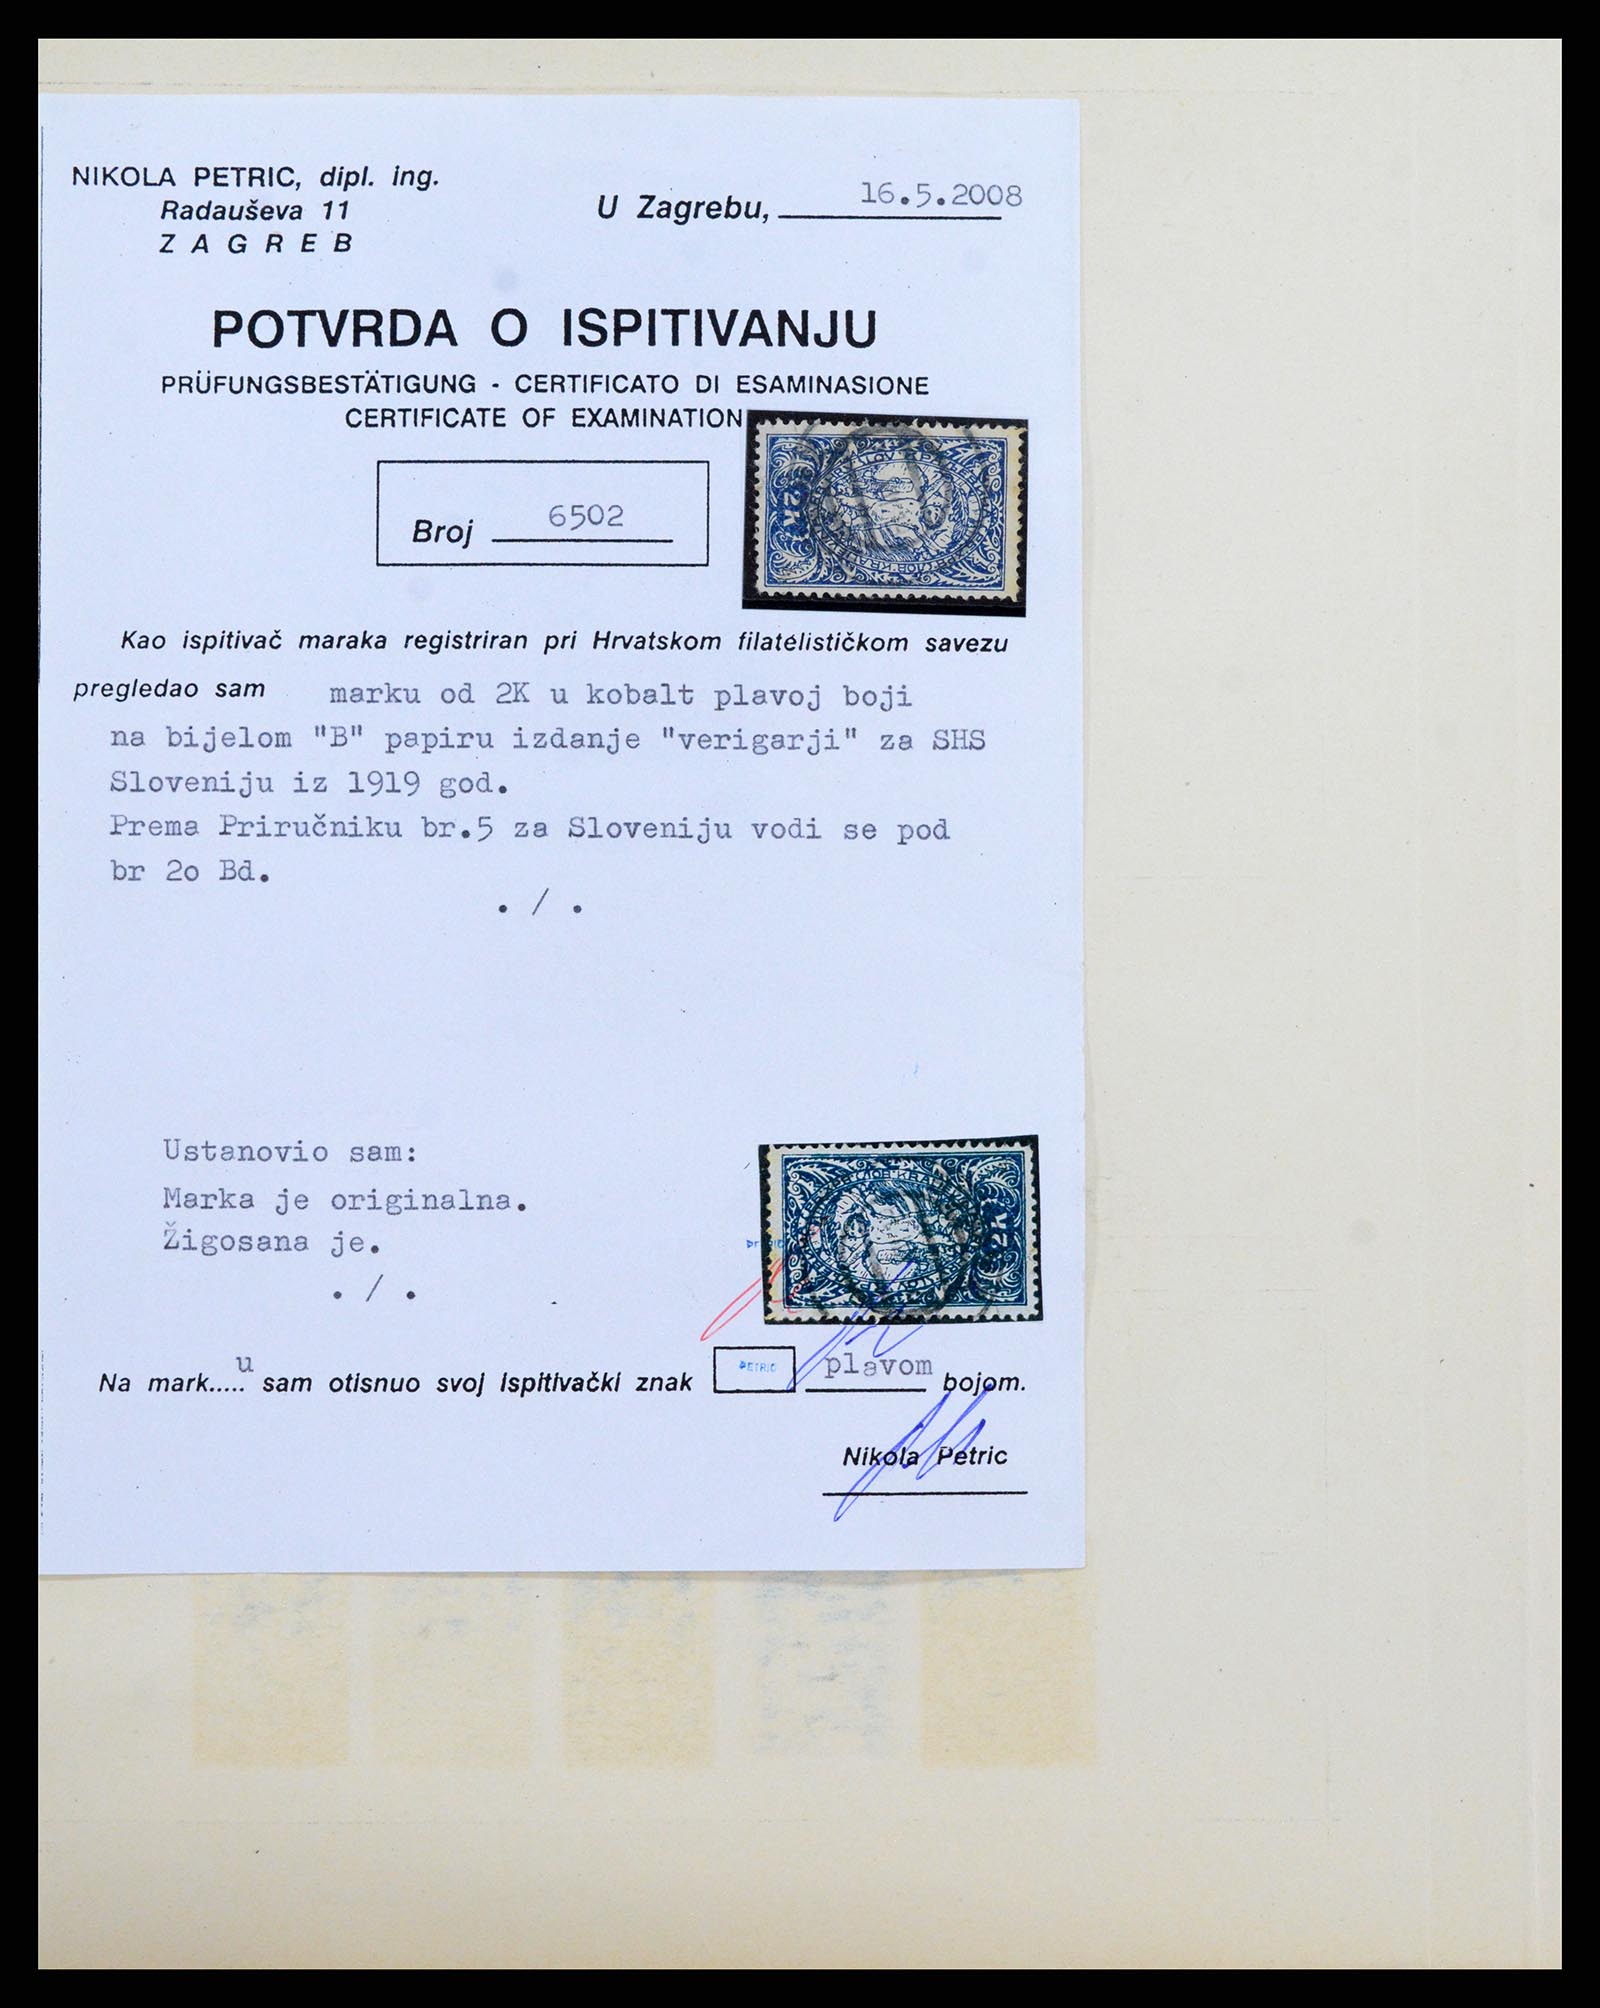 NIKOLA PETRIC, dipl. ing.
Radauševa 11
ZAGREB
U Zagrebu, 16.5.2008
POTVRDA O ISPITIVANJU
PRÜFUNGSBESTÄTIGUNG - CERTIFICATO DI ESAMINASIONE
CERTIFICATE OF EXAMINATION
2K
Broj 6502
Kao ispitivač maraka registriran pri Hrvatskom filatelističkom savezu
pregledao sam marku od 2K u kobalt plavoj boji
na bijelom "B" papiru izdanje "verigarji" za SHS
Sloveniju iz 1919 god.
Prema Priručniku br.5 za Sloveniju vodi se pod
br 2o Bd.
. / .
Ustanovio sam:
Marka je originalna.
Žigosana je.
. / .
2K
Na mark.....u sam otisnuo svoj ispitivački znak PETRIC plavom bojom.
Nikola Petric